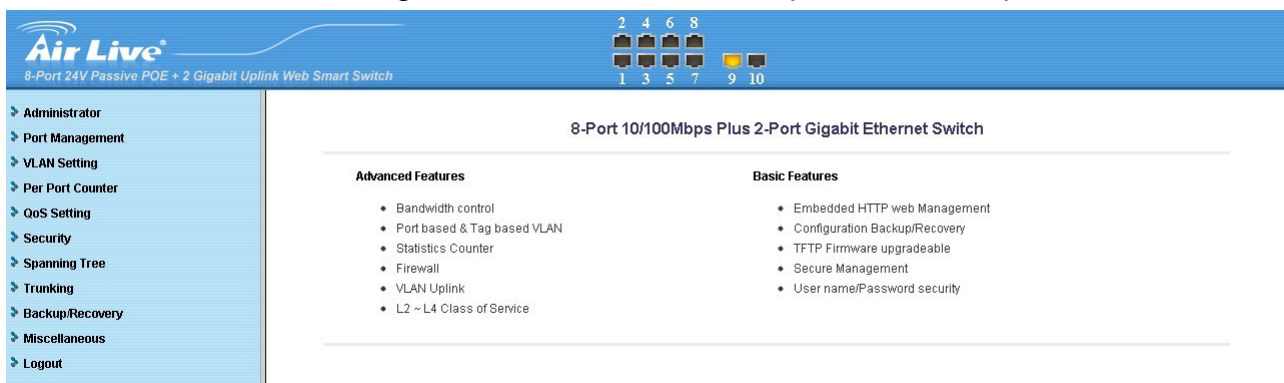 2 4 6 8
Air Live®
8-Port 24V Passive POE + 2 Gigabit Uplink Web Smart Switch
1 3 5 7 9 10
Administrator
Port Management
VLAN Setting
Per Port Counter
QoS Setting
Security
Spanning Tree
Trunking
Backup/Recovery
Miscellaneous
Logout
8-Port 10/100Mbps Plus 2-Port Gigabit Ethernet Switch
Advanced Features
Bandwidth control
Port based & Tag based VLAN
Statistics Counter
Firewall
VLAN Uplink
L2 ~ L4 Class of Service
Basic Features
Embedded HTTP web Management
Configuration Backup/Recovery
TFTP Firmware upgradeable
Secure Management
User name/Password security